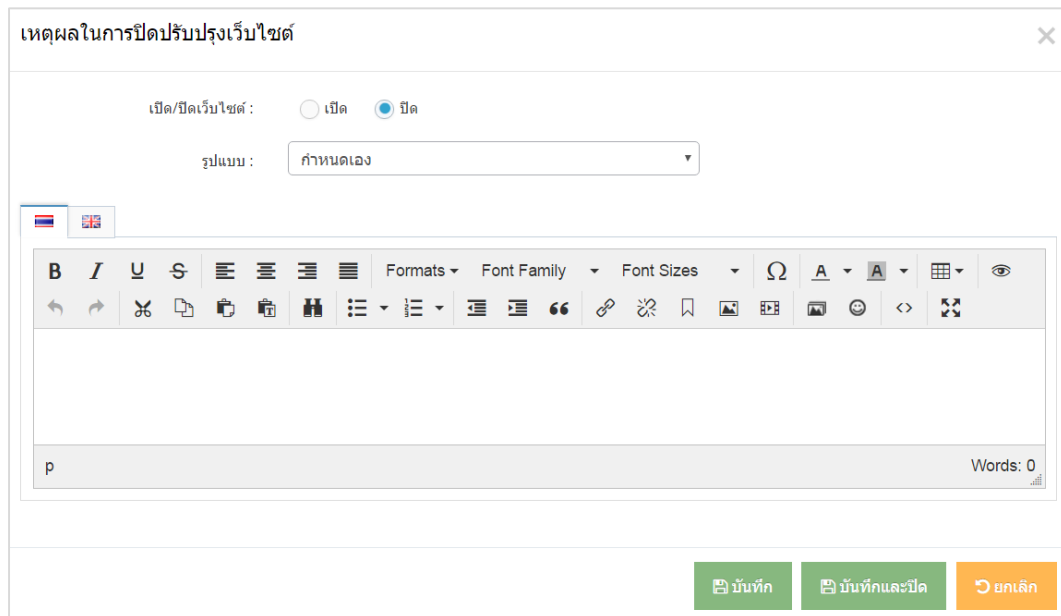 เหตุผลในการปิดปรับปรุงเว็บไซต์
เปิด/ปิดเว็บไซต์ : เปิด ปิด
รูปแบบ : กำหนดเอง
Formats Font Family Font Sizes
p Words: 0
บันทึก บันทึกและปิด ยกเลิก